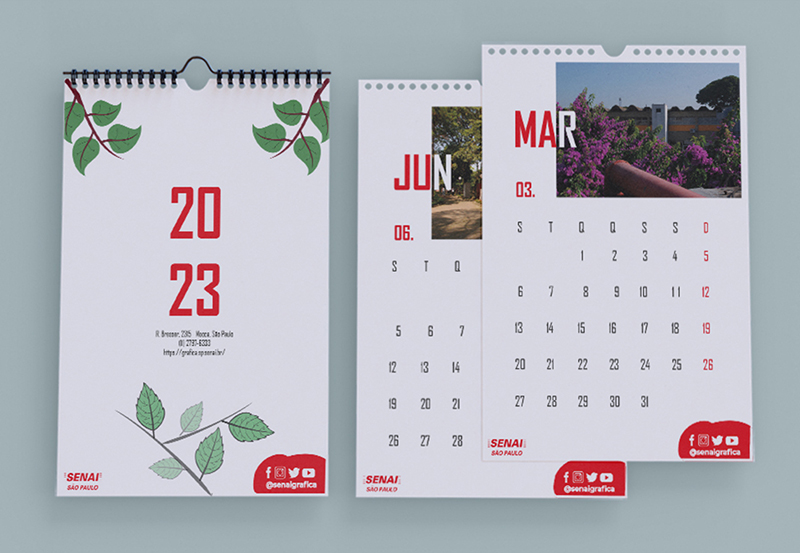 20
23
R. Bresser, 2315 Mooca, São Paulo
(11) 2797-6333
https://grafica.sp.senai.br/
SENAI
SÃO PAULO
@senaigrafica
JUN
06.
S T Q
5 6 7
12 13 14
19 20 21
26 27 28
SENAI
SÃO PAULO
@senaigrafica
MAR
03.
S T Q Q S S D
1 2 3 4 5
6 7 8 9 10 11 12
13 14 15 16 17 18 19
20 21 22 23 24 25 26
27 28 29 30 31
SENAI
SÃO PAULO
@senaigrafica